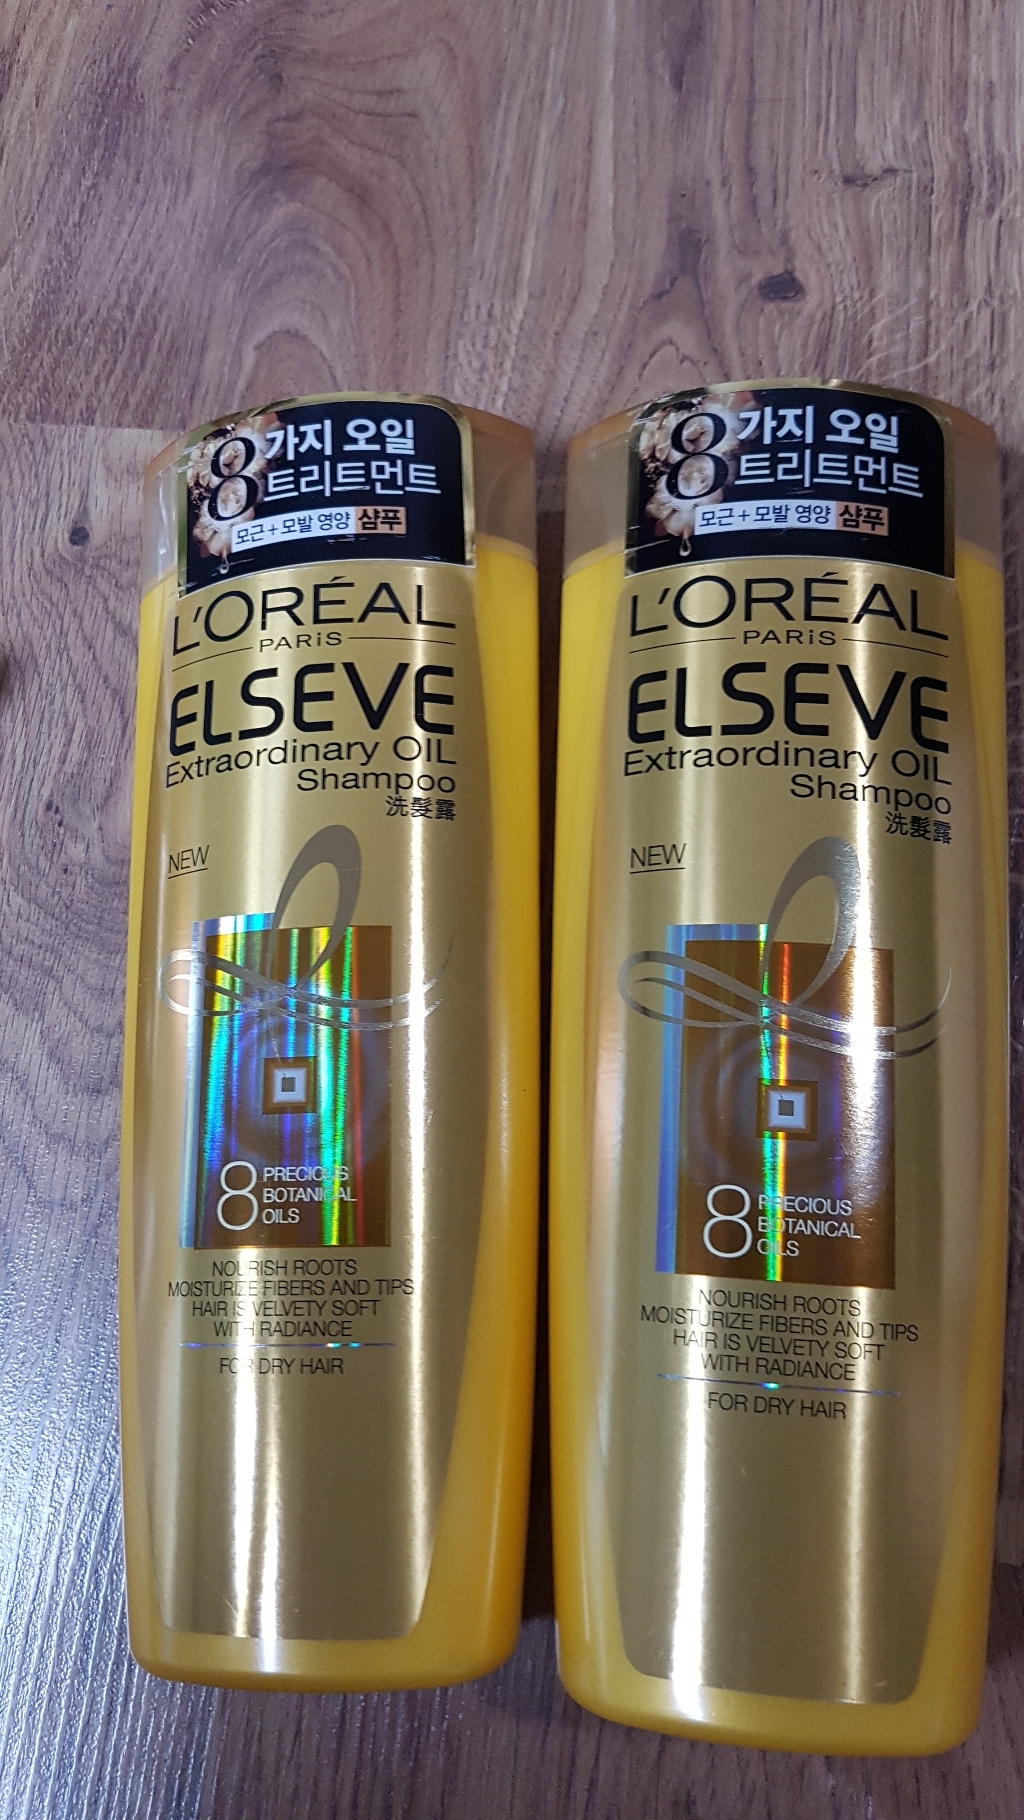 8 가지 오일
트리트먼트
모근+모발 영양 샴푸
L'ORÉAL
PARiS
ELSEVE
Extraordinary OIL
Shampoo
洗髮露
NEW
8 PRECIOUS
BOTANICAL
OILS
NOURISH ROOTS
MOISTURIZE FIBERS AND TIPS
HAIR IS VELVETY SOFT
WITH RADIANCE
FOR DRY HAIR
8 가지 오일
트리트먼트
모근+모발 영양 샴푸
L'ORÉAL
PARiS
ELSEVE
Extraordinary OIL
Shampoo
洗髮露
NEW
8 PRECIOUS
BOTANICAL
OILS
NOURISH ROOTS
MOISTURIZE FIBERS AND TIPS
HAIR IS VELVETY SOFT
WITH RADIANCE
FOR DRY HAIR